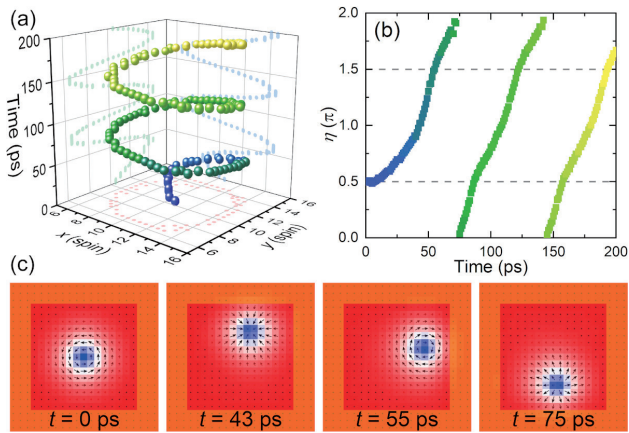 (a)
200
150
100
50
0
Time (ps)
6
8
10
12
14
16
x (spin)
6
8
10
12
14
16
y (spin)
(b)
2.0
1.5
1.0
0.5
0.0
η (π)
0
50
100
150
200
Time (ps)
(c)
t = 0 ps
t = 43 ps
t = 55 ps
t = 75 ps